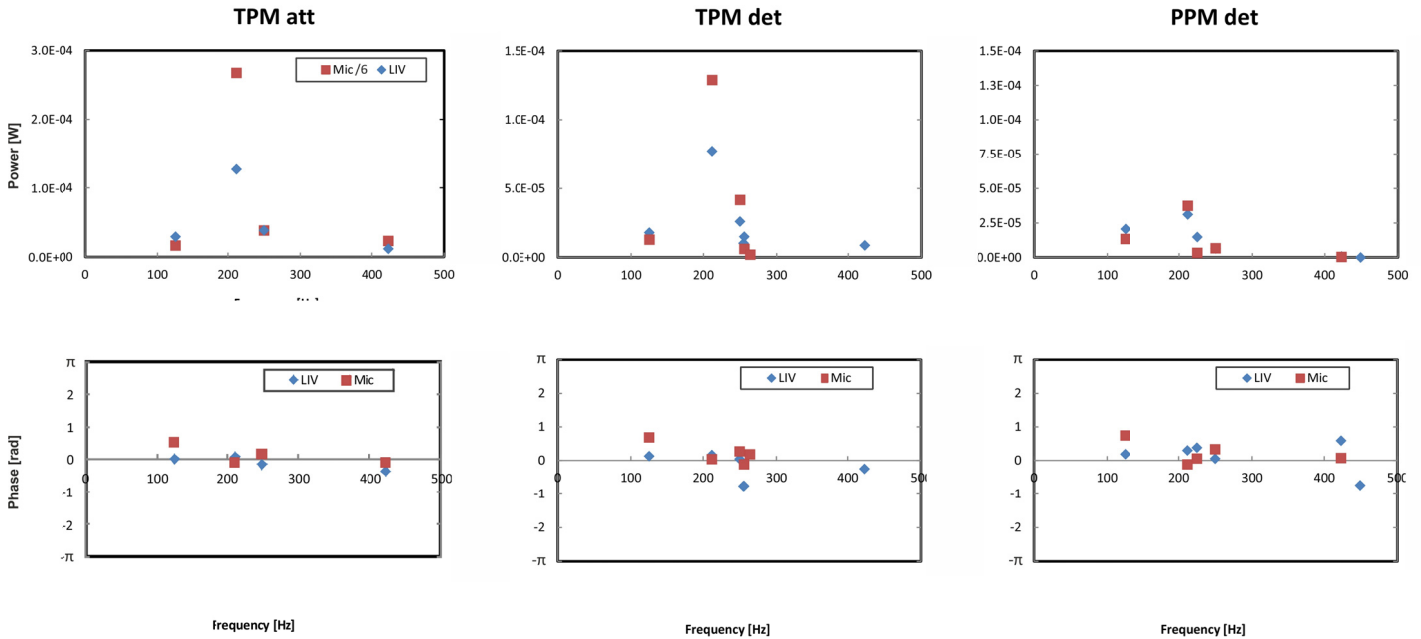 TPM att
TPM det
PPM det
Power [W]
3.0E-04
2.0E-04
1.0E-04
0.0E+00
Mic /6 LIV
0 100 200 300 400 500
1.5E-04
1.0E-04
5.0E-05
0.0E+00
0 100 200 300 400 500
1.5E-04
1.3E-04
1.0E-04
7.5E-05
5.0E-05
2.5E-05
0.0E+00
0 100 200 300 400 500
Phase [rad]
π
2
1
0
-1
-2
-π
LIV Mic
0 100 200 300 400 500
Frequency [Hz]
π
2
1
0
-1
-2
-π
LIV Mic
0 100 200 300 400 500
Frequency [Hz]
π
2
1
0
-1
-2
-π
LIV Mic
0 100 200 300 400 500
Frequency [Hz]